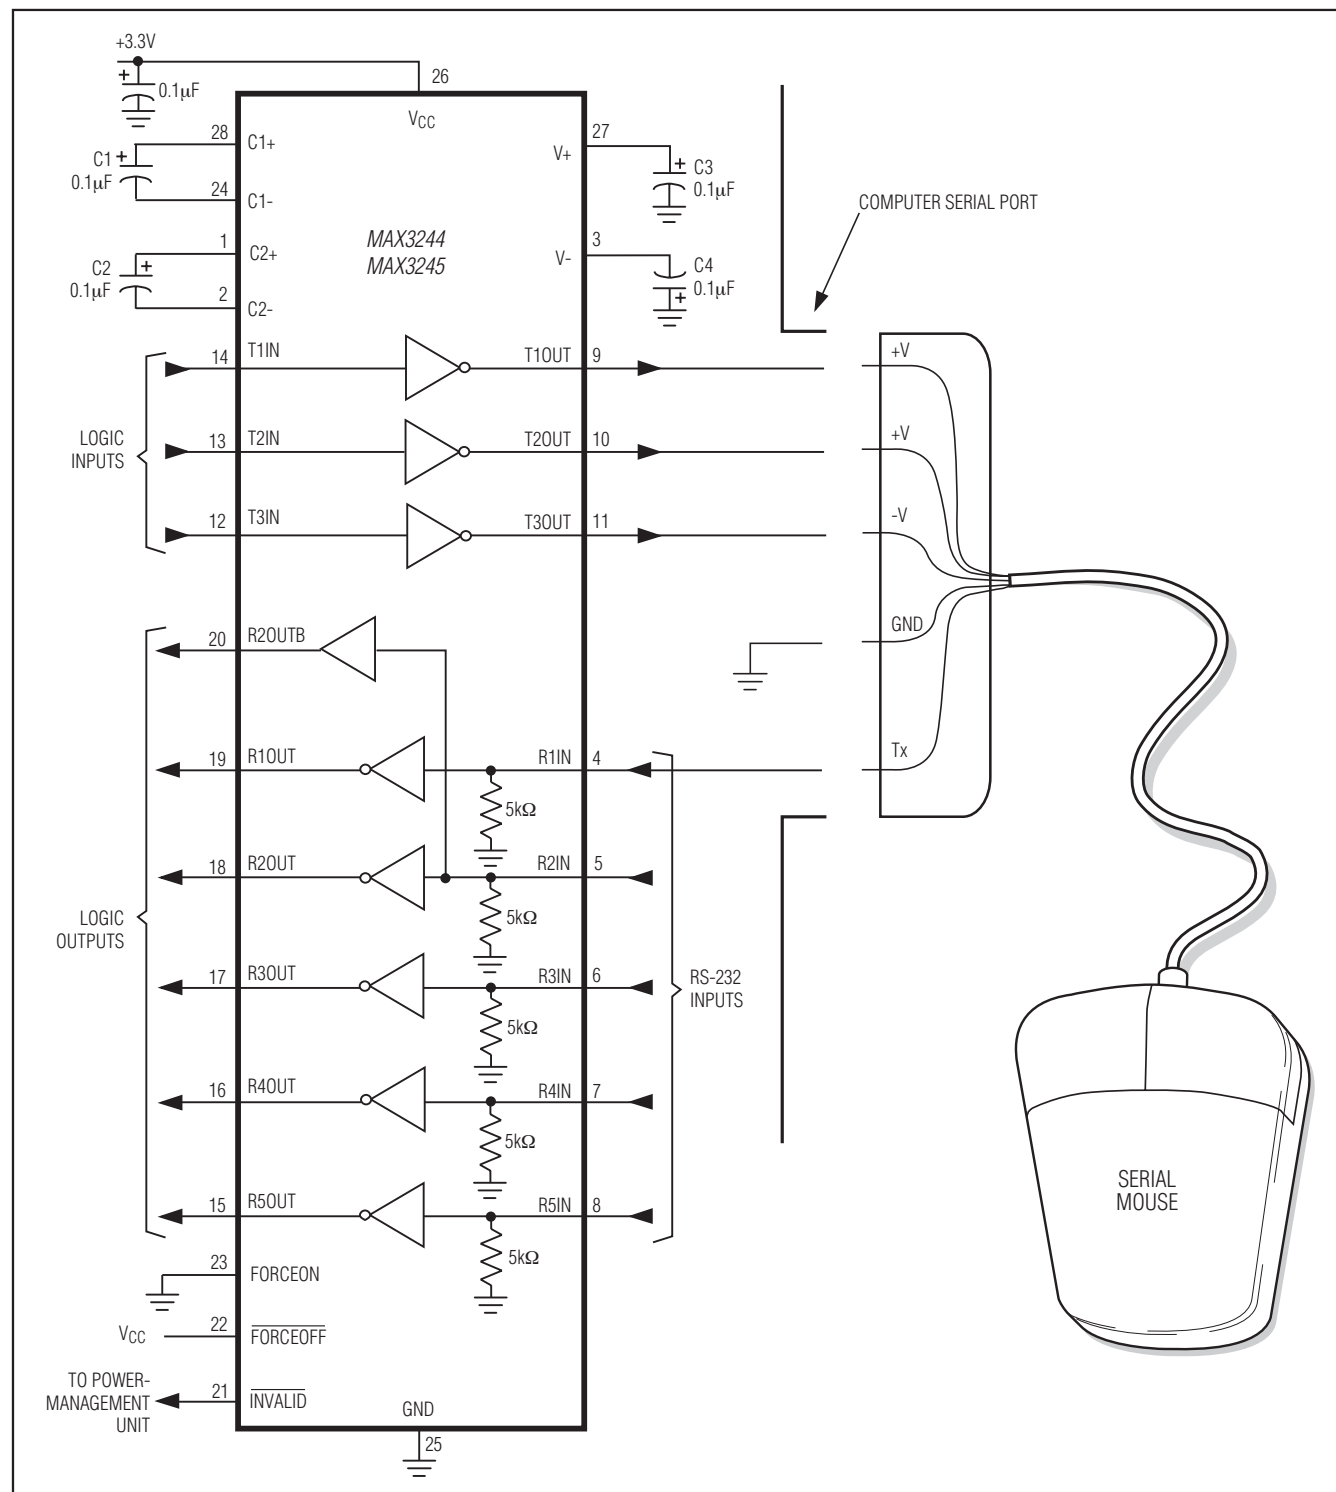 +3.3V
+
0.1µF
26
VCC
28
C1+
C1
+
0.1µF
24
C1-
27
V+
+
C3
0.1µF
1
C2+
C2
+
0.1µF
2
C2-
MAX3244
MAX3245
3
V-
C4
+
0.1µF
COMPUTER SERIAL PORT
LOGIC
INPUTS
14
T1IN
T1OUT
9
+V
13
T2IN
T2OUT
10
+V
12
T3IN
T3OUT
11
-V
GND
Tx
LOGIC
OUTPUTS
20
R2OUTB
19
R1OUT
R1IN
4
5kΩ
18
R2OUT
R2IN
5
5kΩ
17
R3OUT
R3IN
6
5kΩ
RS-232
INPUTS
16
R4OUT
R4IN
7
5kΩ
15
R5OUT
R5IN
8
5kΩ
23
FORCEON
VCC
22
FORCEOFF
TO POWER-
MANAGEMENT
UNIT
21
INVALID
GND
25
SERIAL
MOUSE